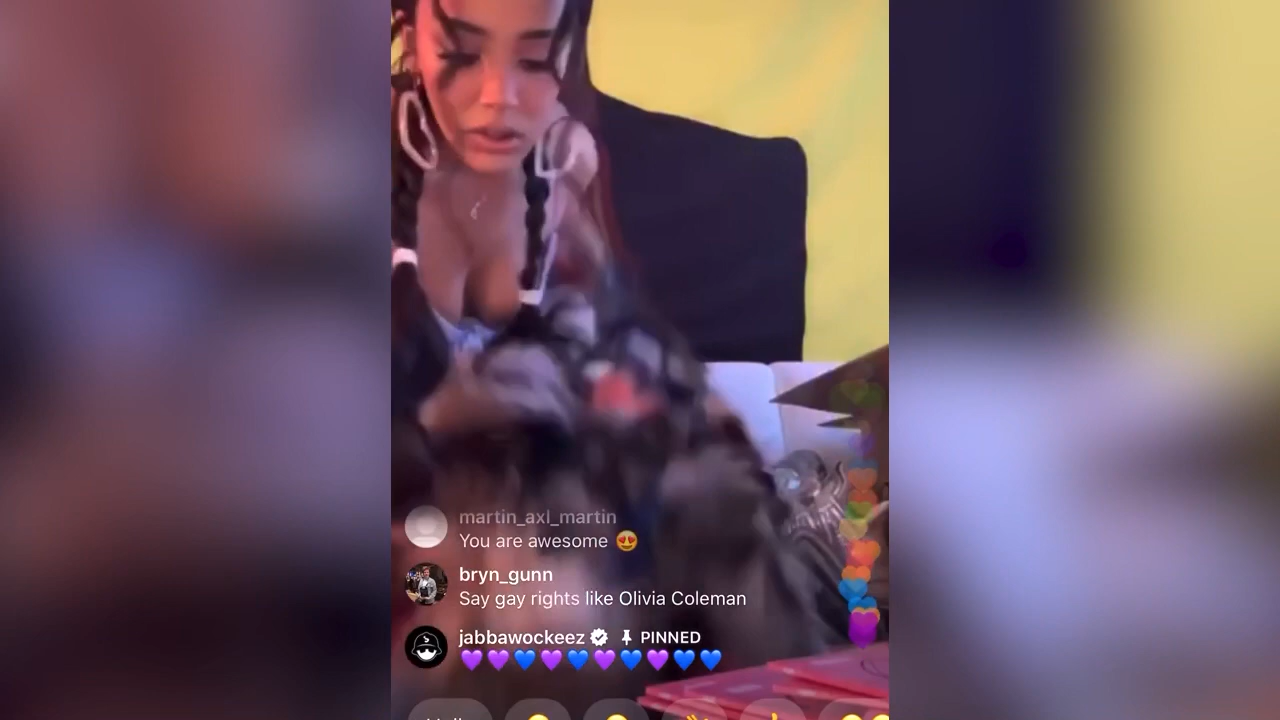 martin_axl_martin
You are awesome 😍
bryn_gunn
Say gay rights like Olivia Coleman
jabbawockeez PINNED
💜💜💙💜💙💜💙💜💙💙